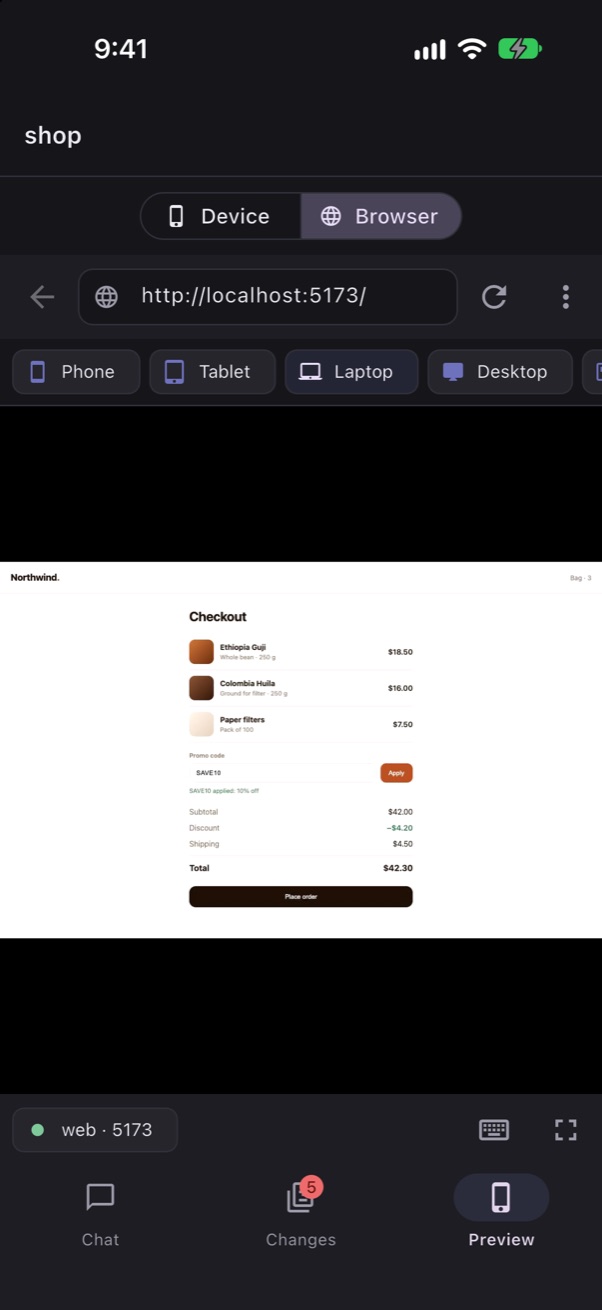 9:41
shop
Device
Browser
http://localhost:5173/
Phone
Tablet
Laptop
Desktop
Northwind.
Bag · 3
Checkout
Ethiopia Guji
Whole bean · 250 g
$18.50
Colombia Huila
Ground for filter · 250 g
$16.00
Paper filters
Pack of 100
$7.50
Promo code
SAVE10
Apply
SAVE10 applied: 10% off
Subtotal $42.00
Discount −$4.20
Shipping $4.50
Total $42.30
Place order
web · 5173
5
Chat
Changes
Preview